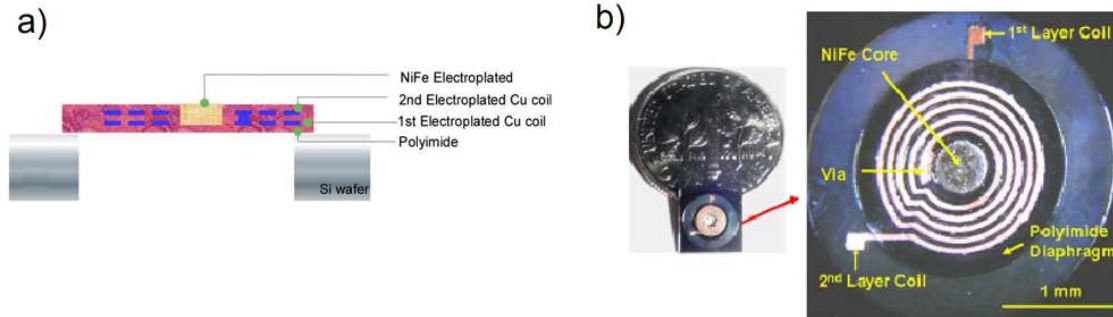 a)
NiFe Electroplated
2nd Electroplated Cu coil
1st Electroplated Cu coil
Polyimide
Si wafer
b)
1st Layer Coil
NiFe Core
Via
Polyimide
Diaphragm
2nd Layer Coil
1 mm